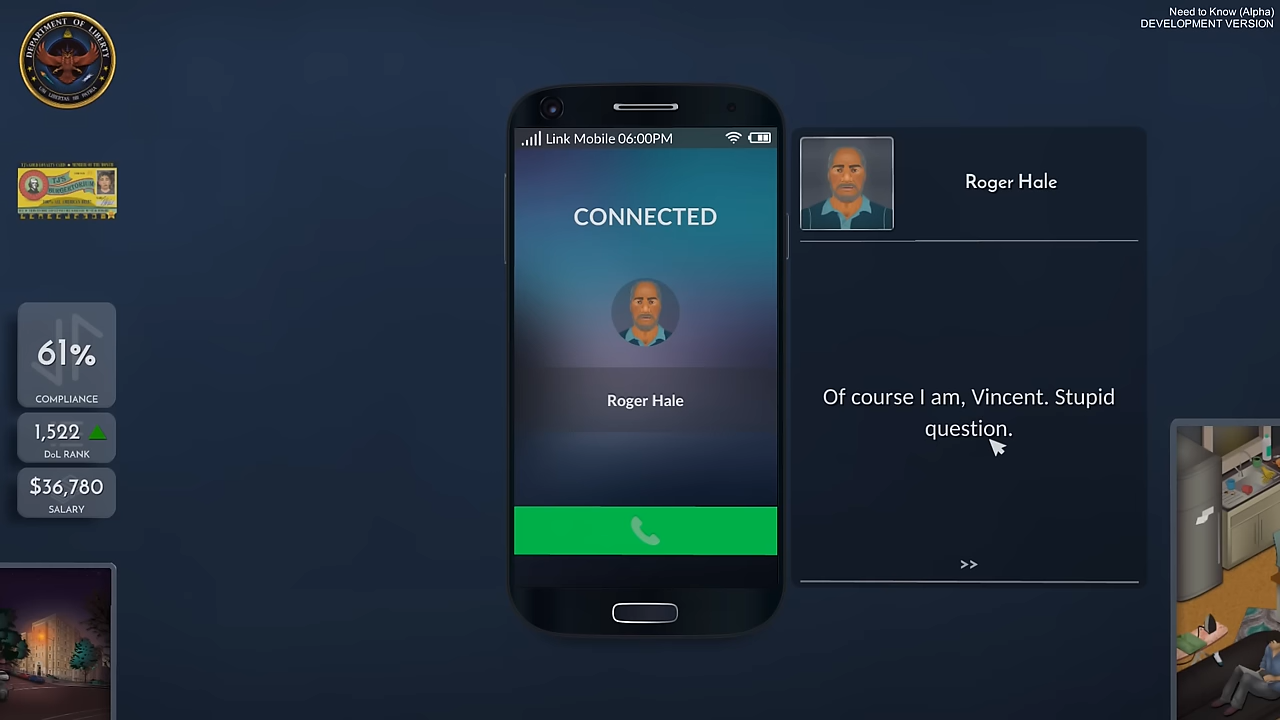 Need to Know (Alpha)
DEVELOPMENT VERSION
DEPARTMENT OF LIBERTY
Link Mobile 06:00PM
CONNECTED
Roger Hale
Roger Hale
Of course I am, Vincent. Stupid
question.
>>
61%
COMPLIANCE
1,522
DoL RANK
$36,780
SALARY